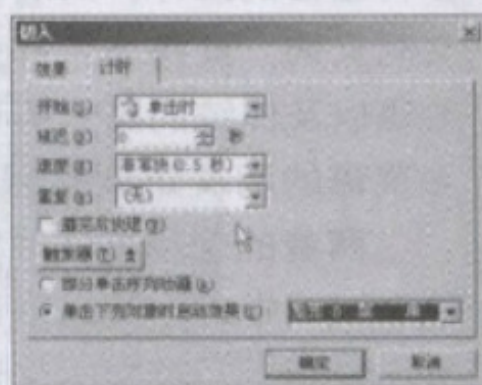 切入
效果 计时
开始(S) 单击时
延迟(D) 0 秒
速度(E) 非常快(0.5 秒)
重复(R) (无)
播完后快退(W)
触发器(T)
部分单击序列动画(A)
单击下列对象时启动效果(C)
确定 取消